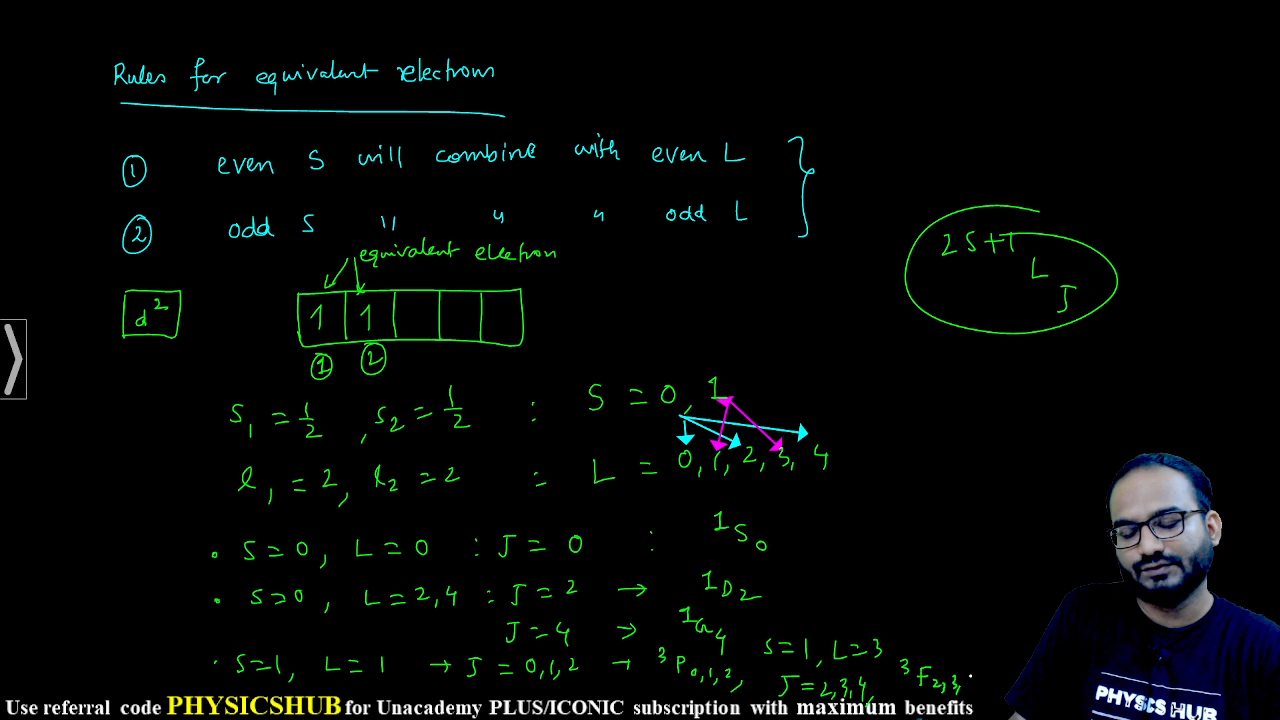 Rules for equivalent electrons
① even S will combine with even L
② odd S " " " odd L
equivalent electron
2S+1 L J
d²
1 1
① ②
s₁ = 1/2, s₂ = 1/2 : S = 0, 1
l₁ = 2, l₂ = 2 : L = 0, 1, 2, 3, 4
• S=0, L=0 : J = 0 : ¹S₀
• S=0, L=2,4 : J = 2 → ¹D₂
J = 4 → ¹G₄
• S=1, L=1 → J = 0,1,2 → ³P₀,₁,₂, S=1, L=3
J=2,3,4, ³F₂,₃,
PHYSICS HUB
Use referral code PHYSICSHUB for Unacademy PLUS/ICONIC subscription with maximum benefits